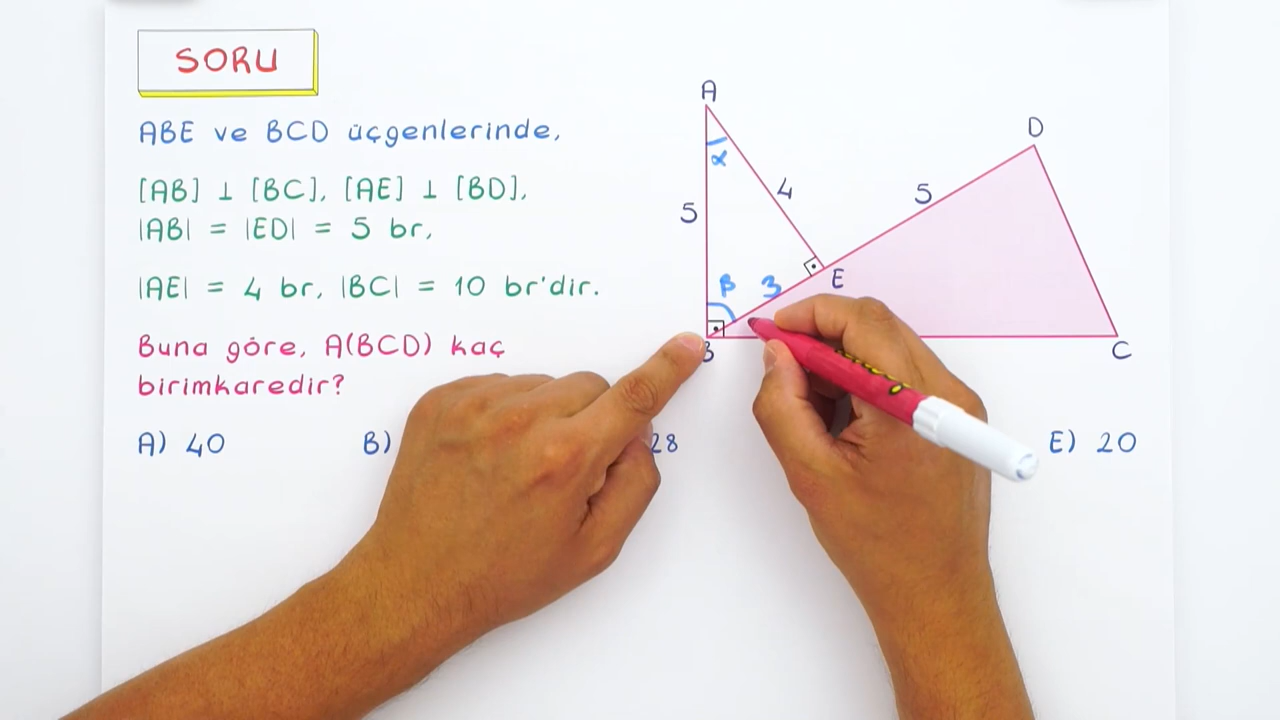 SORU
ABE ve BCD üçgenlerinde,
[AB] ⊥ [BC], [AE] ⊥ [BD],
|AB| = |ED| = 5 br,
|AE| = 4 br, |BC| = 10 br'dir.
Buna göre, A(BCD) kaç
birimkaredir?
A) 40 B) 28 E) 20
A
D
α
4
5
5
E
β 3
B
C